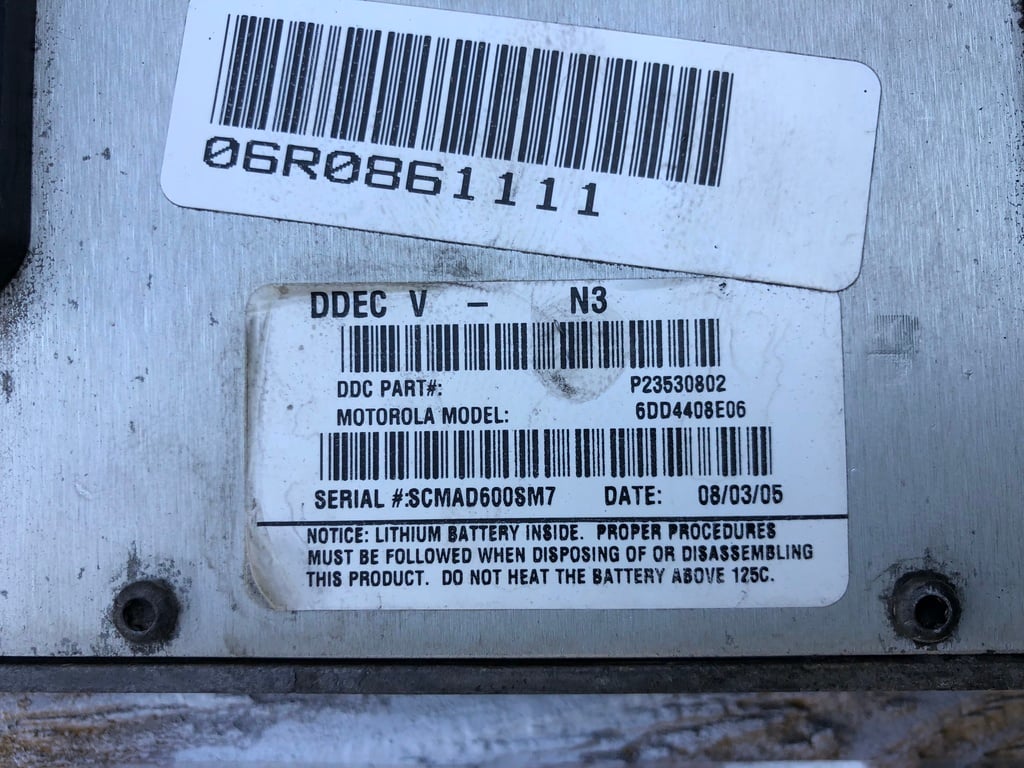 06R0861111
DDEC V - N3
DDC PART#: P23530802
MOTOROLA MODEL: 6DD4408E06
SERIAL #:SCMAD600SM7 DATE: 08/03/05
NOTICE: LITHIUM BATTERY INSIDE. PROPER PROCEDURES
MUST BE FOLLOWED WHEN DISPOSING OF OR DISASSEMBLING
THIS PRODUCT. DO NOT HEAT THE BATTERY ABOVE 125C.